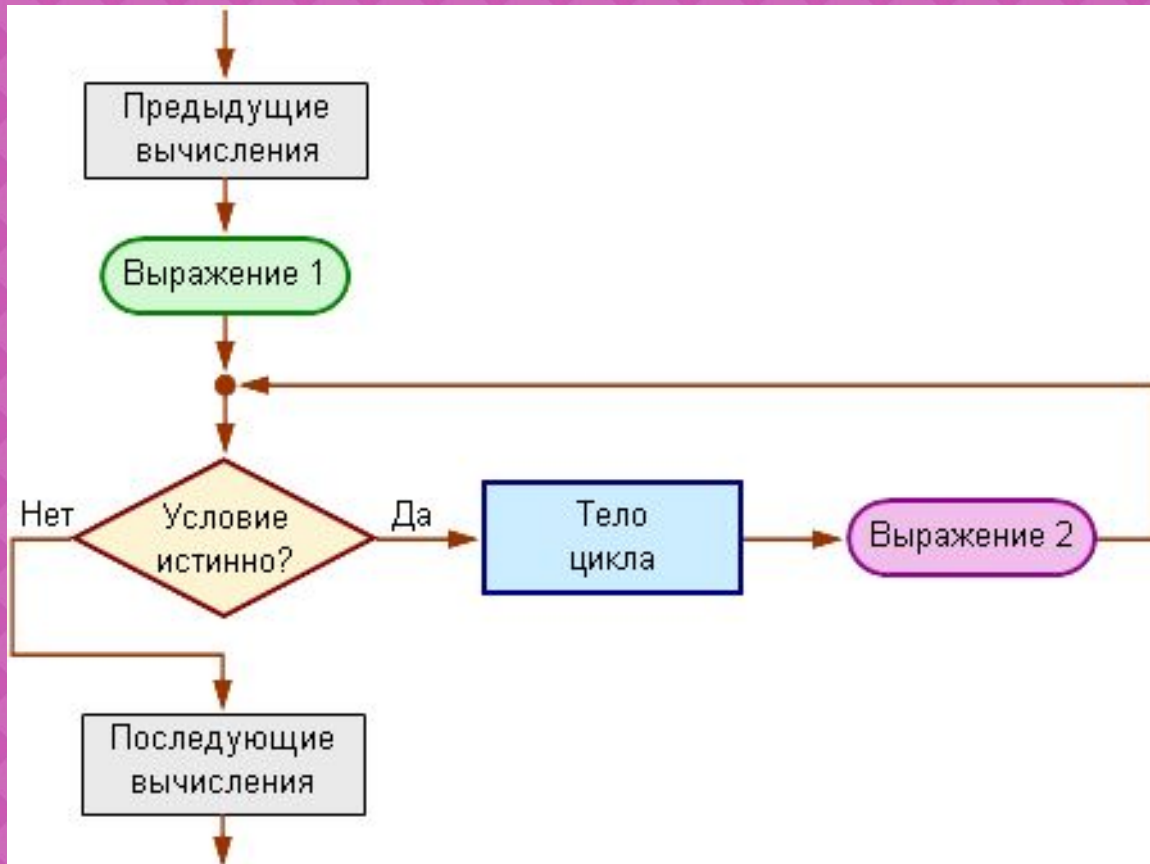 Предыдущие
вычисления
Выражение 1
Нет
Условие
истинно?
Да
Тело
цикла
Выражение 2
Последующие
вычисления